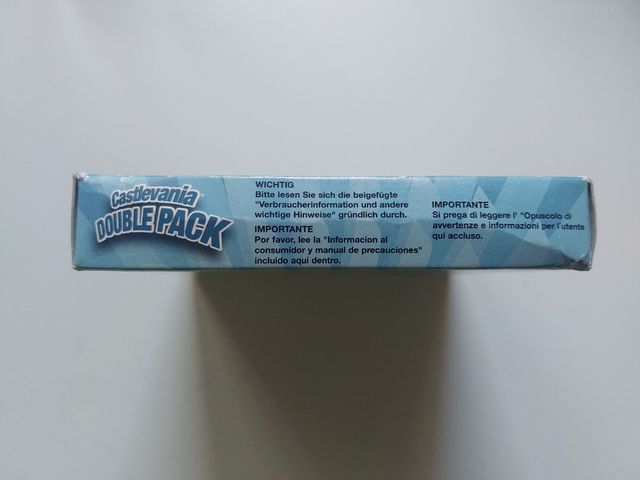 Castlevania
DOUBLE PACK
WICHTIG
Bitte lesen Sie sich die beigefügte
"Verbraucherinformation und andere
wichtige Hinweise" gründlich durch.
IMPORTANTE
Por favor, lee la "Informacion al
consumidor y manual de precauciones"
incluído aqui dentro.
IMPORTANTE
Si prega di leggere l' "Opuscolo di
avvertenze e informazioni per l'utente
qui accluso.